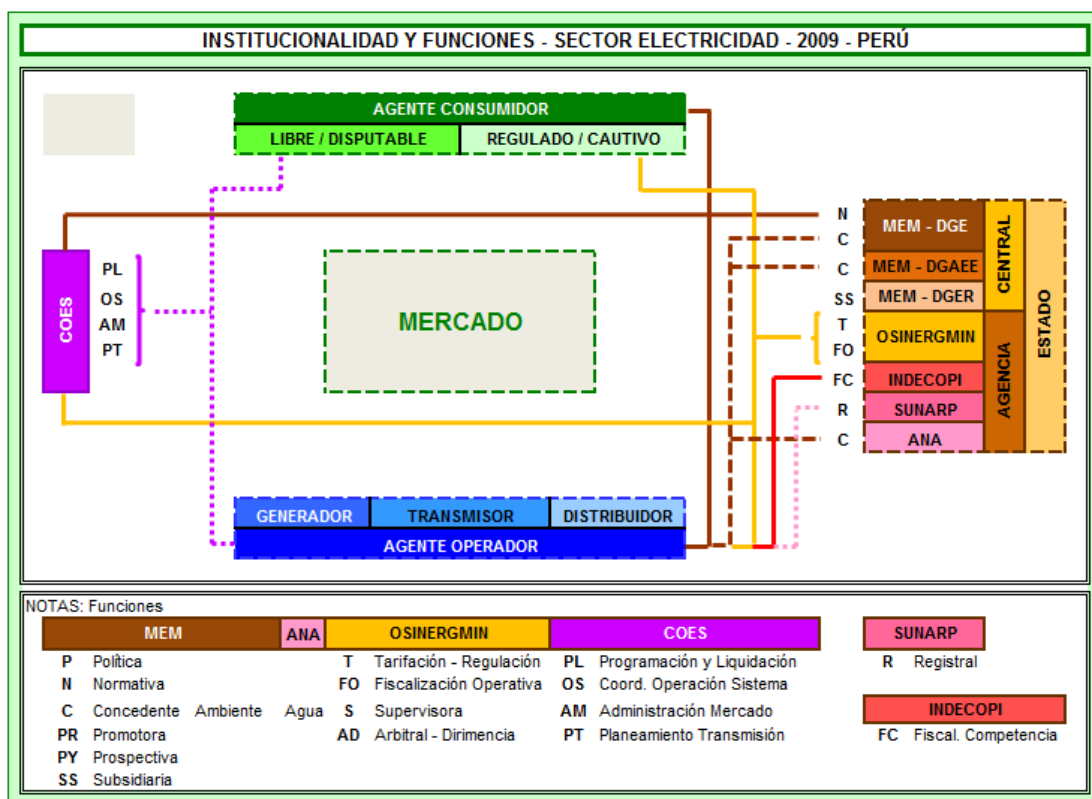 INSTITUCIONALIDAD Y FUNCIONES - SECTOR ELECTRICIDAD - 2009 - PERÚ
AGENTE CONSUMIDOR
LIBRE / DISPUTABLE REGULADO / CAUTIVO
COES
PL
OS
AM
PT
MERCADO
N
C
C
SS
T
FO
FC
R
C
MEM - DGE
MEM - DGAEE
MEM - DGER
OSINERGMIN
INDECOPI
SUNARP
ANA
CENTRAL
AGENCIA
ESTADO
GENERADOR TRANSMISOR DISTRIBUIDOR
AGENTE OPERADOR
NOTAS: Funciones
MEM ANA OSINERGMIN COES SUNARP
P Política T Tarifación - Regulación PL Programación y Liquidación R Registral
N Normativa FO Fiscalización Operativa OS Coord. Operación Sistema
C Concedente Ambiente Agua S Supervisora AM Administración Mercado INDECOPI
PR Promotora AD Arbitral - Dirimencia PT Planeamiento Transmisión FC Fiscal. Competencia
PY Prospectiva
SS Subsidiaria